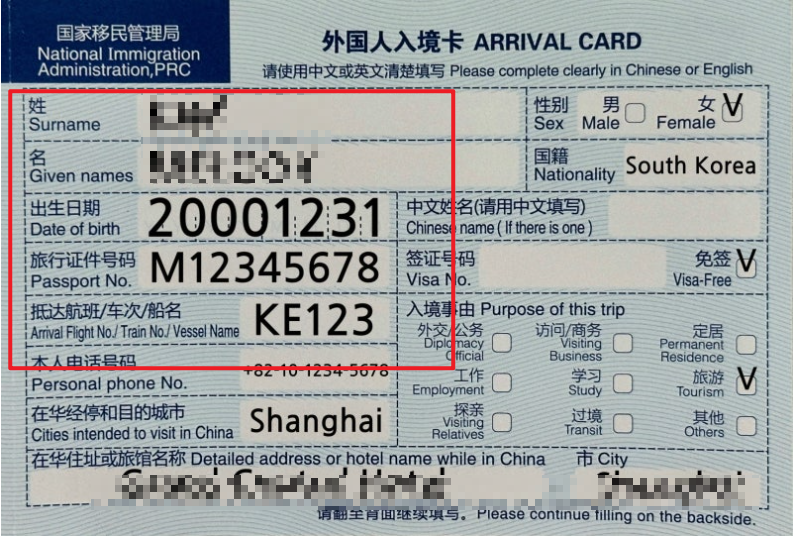 国家移民管理局
National Immigration
Administration,PRC
外国人入境卡 ARRIVAL CARD
请使用中文或英文清楚填写 Please complete clearly in Chinese or English
姓
Surname
性别 男 女 V
Sex Male Female
名
Given names
国籍
Nationality South Korea
出生日期
Date of birth 20001231
中文姓名(请用中文填写)
Chinese name ( If there is one )
旅行证件号码
Passport No. M12345678
签证号码
Visa No.
免签 V
Visa-Free
抵达航班/车次/船名
Arrival Flight No./ Train No./ Vessel Name KE123
入境事由 Purpose of this trip
外交/公务
Diplomacy
Official
访问/商务
Visiting
Business
定居
Permanent
Residence
本人电话号码
Personal phone No. +82-10-1234-5678
工作
Employment
学习
Study
旅游 V
Tourism
在华经停和目的城市
Cities intended to visit in China Shanghai
探亲
Visiting
Relatives
过境
Transit
其他
Others
在华住址或旅馆名称 Detailed address or hotel name while in China 市 City
请翻至背面继续填写。Please continue filling on the backside.